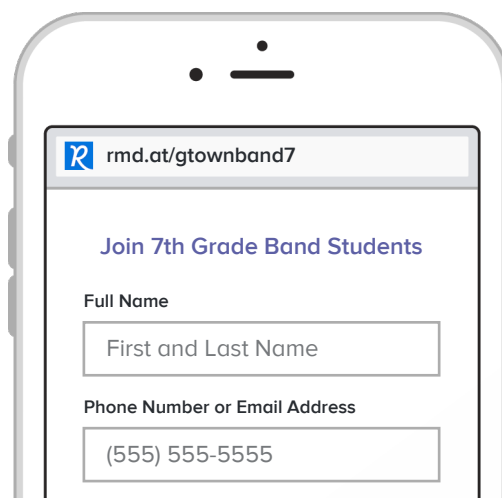 rmd.at/gtownband7
Join 7th Grade Band Students
Full Name
First and Last Name
Phone Number or Email Address
(555) 555-5555